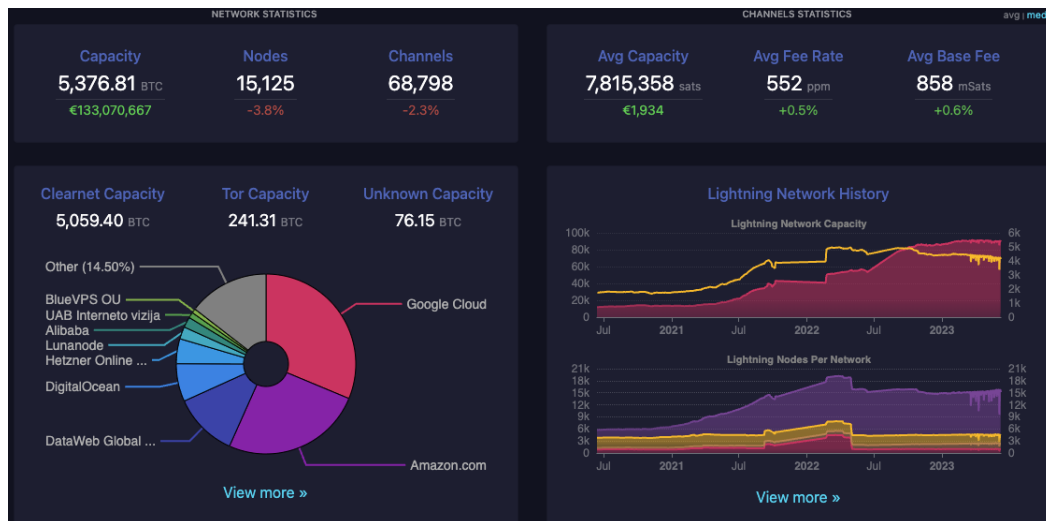 NETWORK STATISTICS
Capacity Nodes Channels
5,376.81 BTC 15,125 68,798
€133,070,667 -3.8% -2.3%
CHANNELS STATISTICS
avg | med
Avg Capacity Avg Fee Rate Avg Base Fee
7,815,358 sats 552 ppm 858 mSats
€1,934 +0.5% +0.6%
Clearnet Capacity Tor Capacity Unknown Capacity
5,059.40 BTC 241.31 BTC 76.15 BTC
Other (14.50%)
BlueVPS OU
UAB Interneto vizija
Alibaba
Lunanode
Hetzner Online ...
DigitalOcean
DataWeb Global ...
Google Cloud
Amazon.com
View more »
Lightning Network History
Lightning Network Capacity
100k 6k
80k 5k
60k 4k
40k 3k
20k 2k
0 1k
0
Jul 2021 Jul 2022 Jul 2023
Lightning Nodes Per Network
21k 21k
18k 18k
15k 15k
12k 12k
9k 9k
6k 6k
3k 3k
0 0
Jul 2021 Jul 2022 Jul 2023
View more »